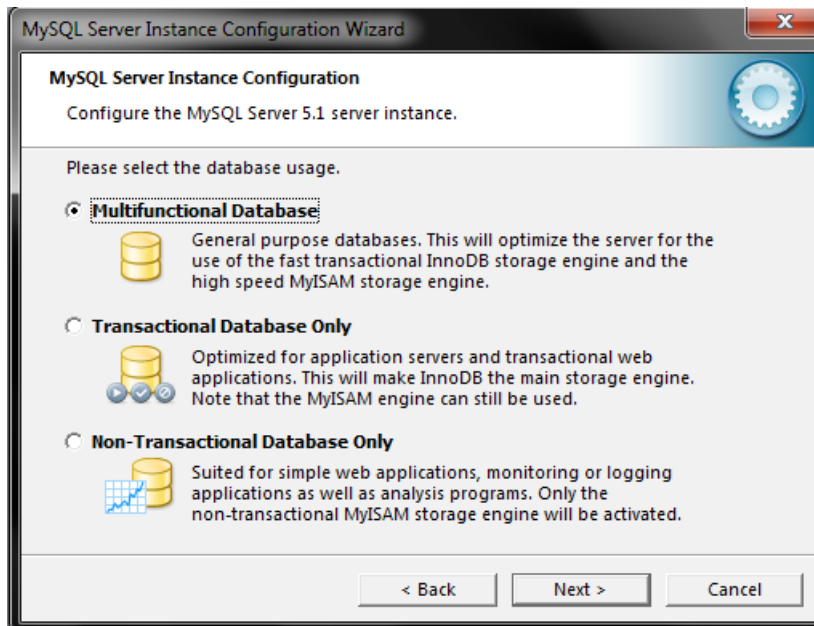 MySQL Server Instance Configuration Wizard
MySQL Server Instance Configuration
Configure the MySQL Server 5.1 server instance.
Please select the database usage.
Multifunctional Database
General purpose databases. This will optimize the server for the
use of the fast transactional InnoDB storage engine and the
high speed MyISAM storage engine.
Transactional Database Only
Optimized for application servers and transactional web
applications. This will make InnoDB the main storage engine.
Note that the MyISAM engine can still be used.
Non-Transactional Database Only
Suited for simple web applications, monitoring or logging
applications as well as analysis programs. Only the
non-transactional MyISAM storage engine will be activated.
< Back Next > Cancel